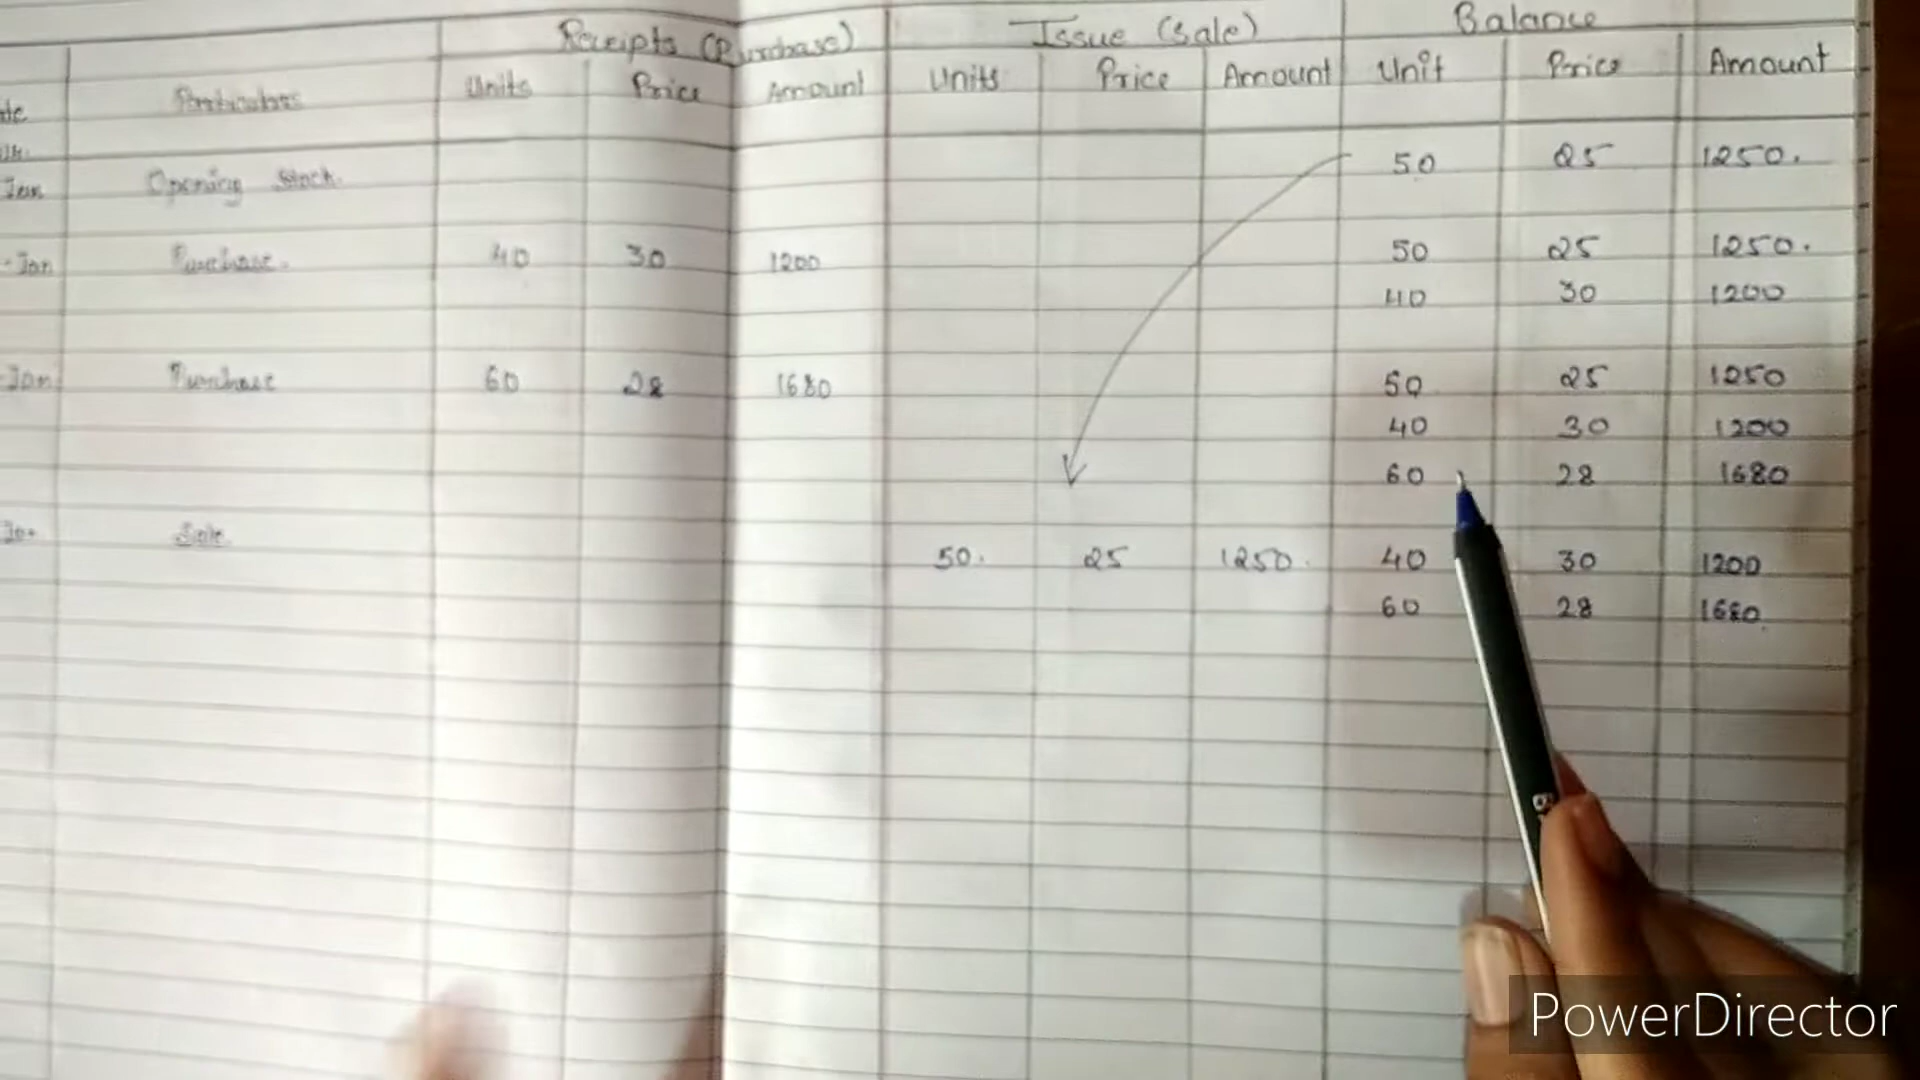 Receipts (Purchase) Issue (Sale) Balance
Particulars Units Price Amount Units Price Amount Unit Price Amount
Jan Opening Stock. 50 25 1250.
Jan Purchase. 40 30 1200 50 25 1250.
40 30 1200
Jan Purchase 60 28 1680 50 25 1250
40 30 1200
60 28 1680
Jan Sale. 50. 25 1250. 40 30 1200
60 28 1680.
PowerDirector